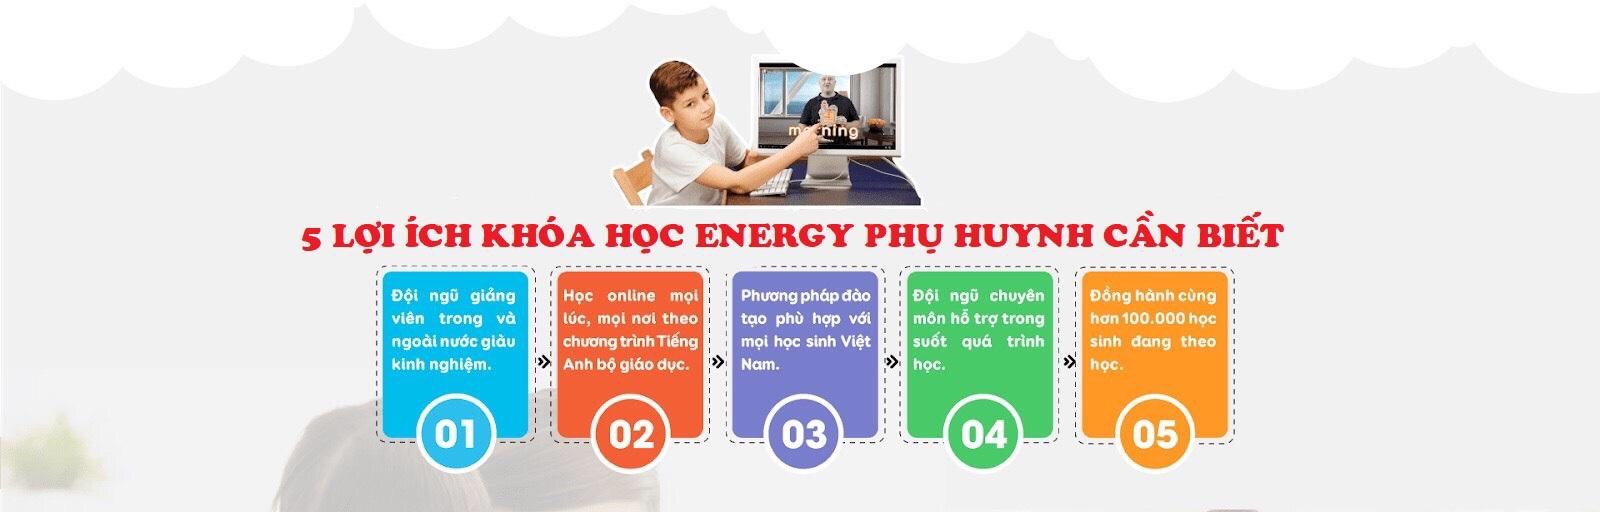 morning
5 LỢI ÍCH KHÓA HỌC ENERGY PHỤ HUYNH CẦN BIẾT
Đội ngũ giảng
viên trong và
ngoài nước giàu
kinh nghiệm.
01
Học online mọi
lúc, mọi nơi theo
chương trình Tiếng
Anh bộ giáo dục.
02
Phương pháp đào
tạo phù hợp với
mọi học sinh Việt
Nam.
03
Đội ngũ chuyên
môn hỗ trợ trong
suốt quá trình
học.
04
Đồng hành cùng
hơn 100.000 học
sinh đang theo
học.
05